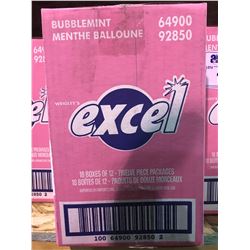 BUBBLEMINT 64900
MENTHE BALLOUNE 92850
WRIGLEY'S
excel
18 BOXES OF 12 - TWELVE PIECE PACKAGES
18 BOÎTES DE 12 - PAQUETS DE DOUZE MORCEAUX
100 64900 92850 2